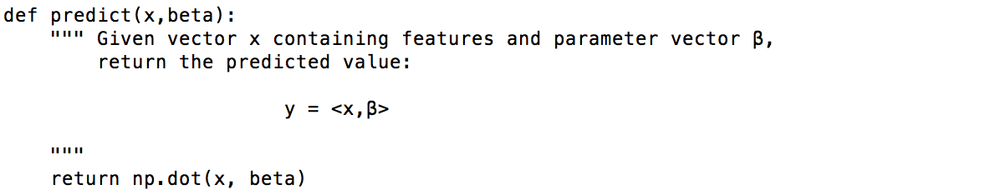 def predict(x,beta):
    """ Given vector x containing features and parameter vector β,
        return the predicted value:
                        y = <x,β>
    """
    return np.dot(x, beta)